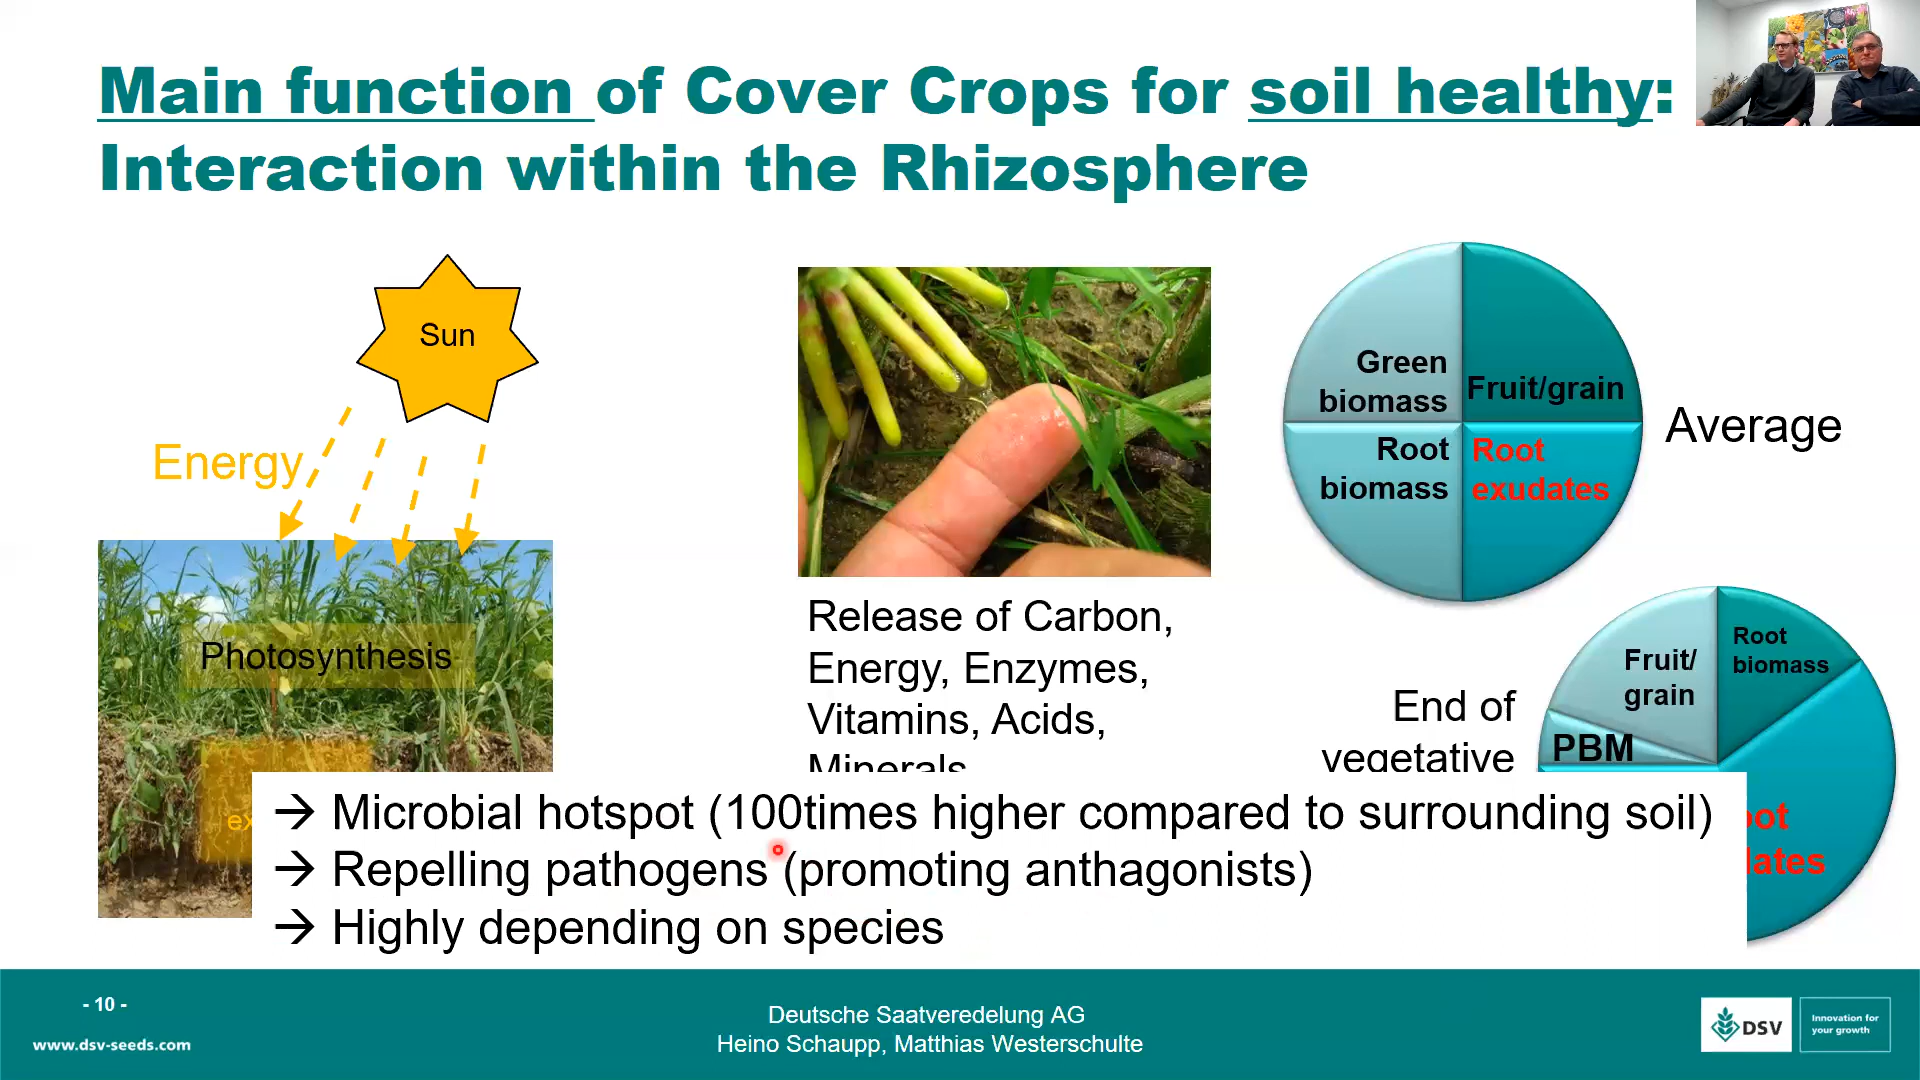 Main function of Cover Crops for soil healthy:
Interaction within the Rhizosphere
Sun
Energy
Photosynthesis
Release of Carbon,
Energy, Enzymes,
Vitamins, Acids,
Minerals
Green
biomass
Fruit/grain
Root
biomass
Root
exudates
Average
End of
vegetative
Fruit/
grain
Root
biomass
PBM
→ Microbial hotspot (100times higher compared to surrounding soil)
→ Repelling pathogens (promoting anthagonists)
→ Highly depending on species
- 10 -
www.dsv-seeds.com
Deutsche Saatveredelung AG
Heino Schaupp, Matthias Westerschulte
DSV
Innovation for
your growth